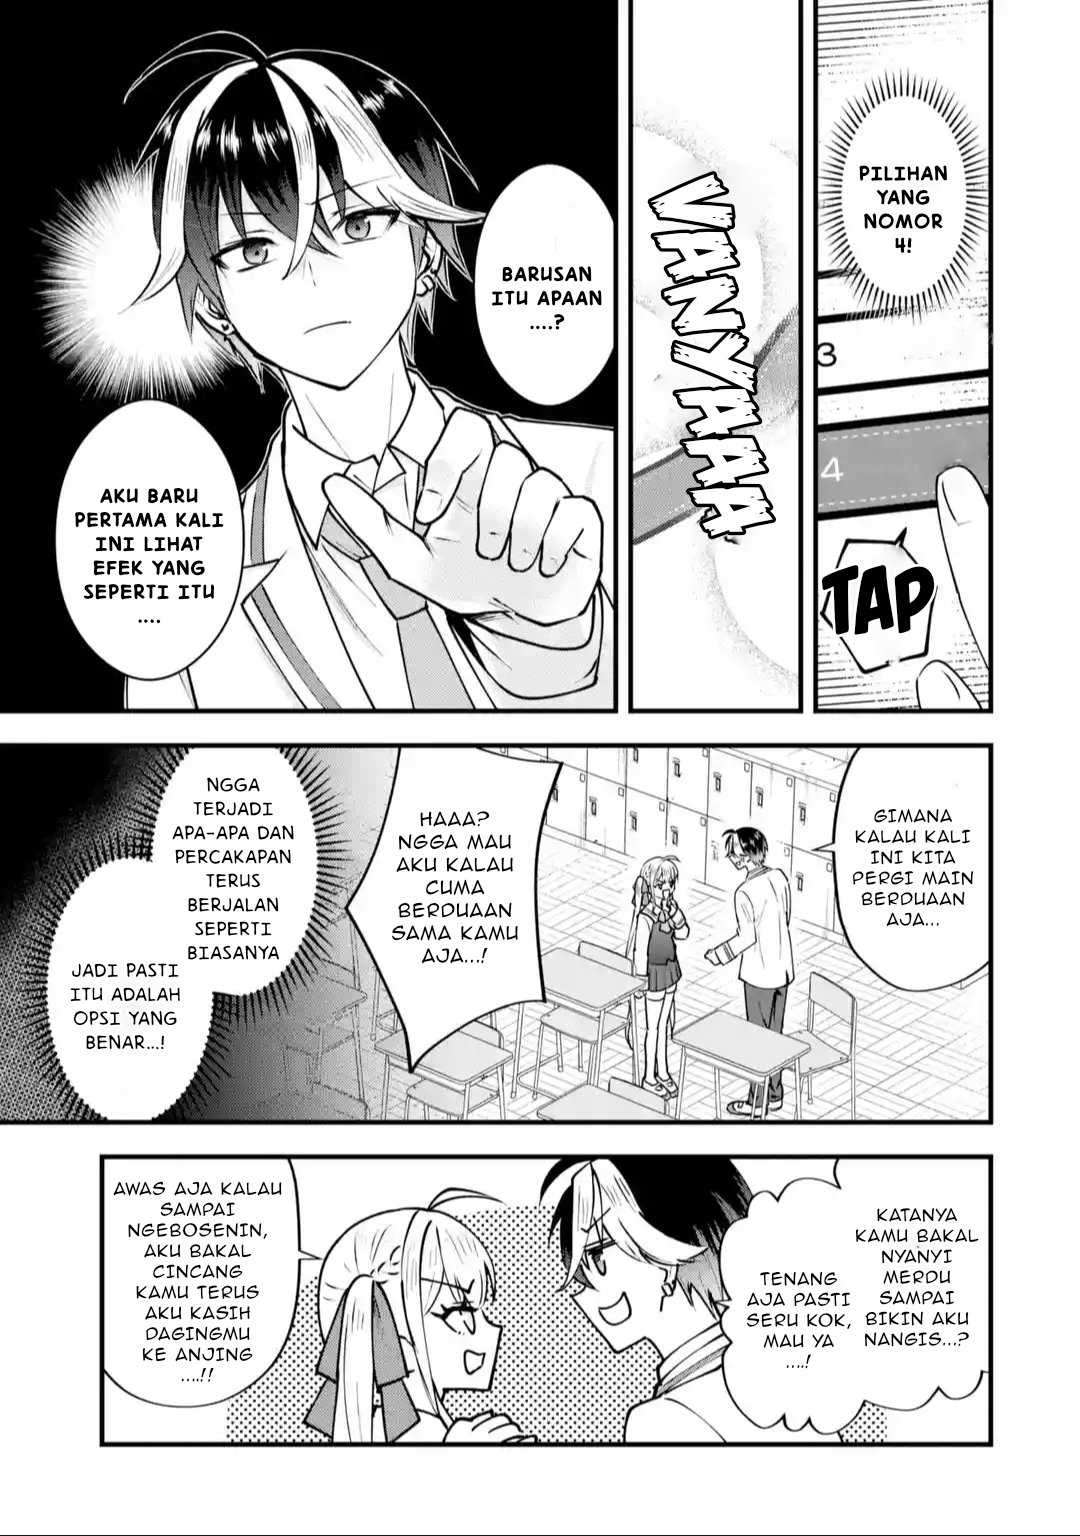 PILIHAN
YANG
NOMOR
4!
3
4
TAP
VANYAAA
BARUSAN
ITU APAAN
....?
AKU BARU
PERTAMA KALI
INI LIHAT
EFEK YANG
SEPERTI ITU
....
GIMANA
KALAU KALI
INI KITA
PERGI MAIN
BERDUAAN
AJA...
HAAA?
NGGA MAU
AKU KALAU
CUMA
BERDUAAN
SAMA KAMU
AJA...!
NGGA
TERJADI
APA-APA DAN
PERCAKAPAN
TERUS
BERJALAN
SEPERTI
BIASANYA
JADI PASTI
ITU ADALAH
OPSI YANG
BENAR...!
KATANYA
KAMU BAKAL
NYANYI
MERDU
SAMPAI
BIKIN AKU
NANGIS...?
TENANG
AJA PASTI
SERU KOK,
MAU YA
....!
AWAS AJA KALAU
SAMPAI
NGEBOSENIN,
AKU BAKAL
CINCANG
KAMU TERUS
AKU KASIH
DAGINGMU
KE ANJING
....!!